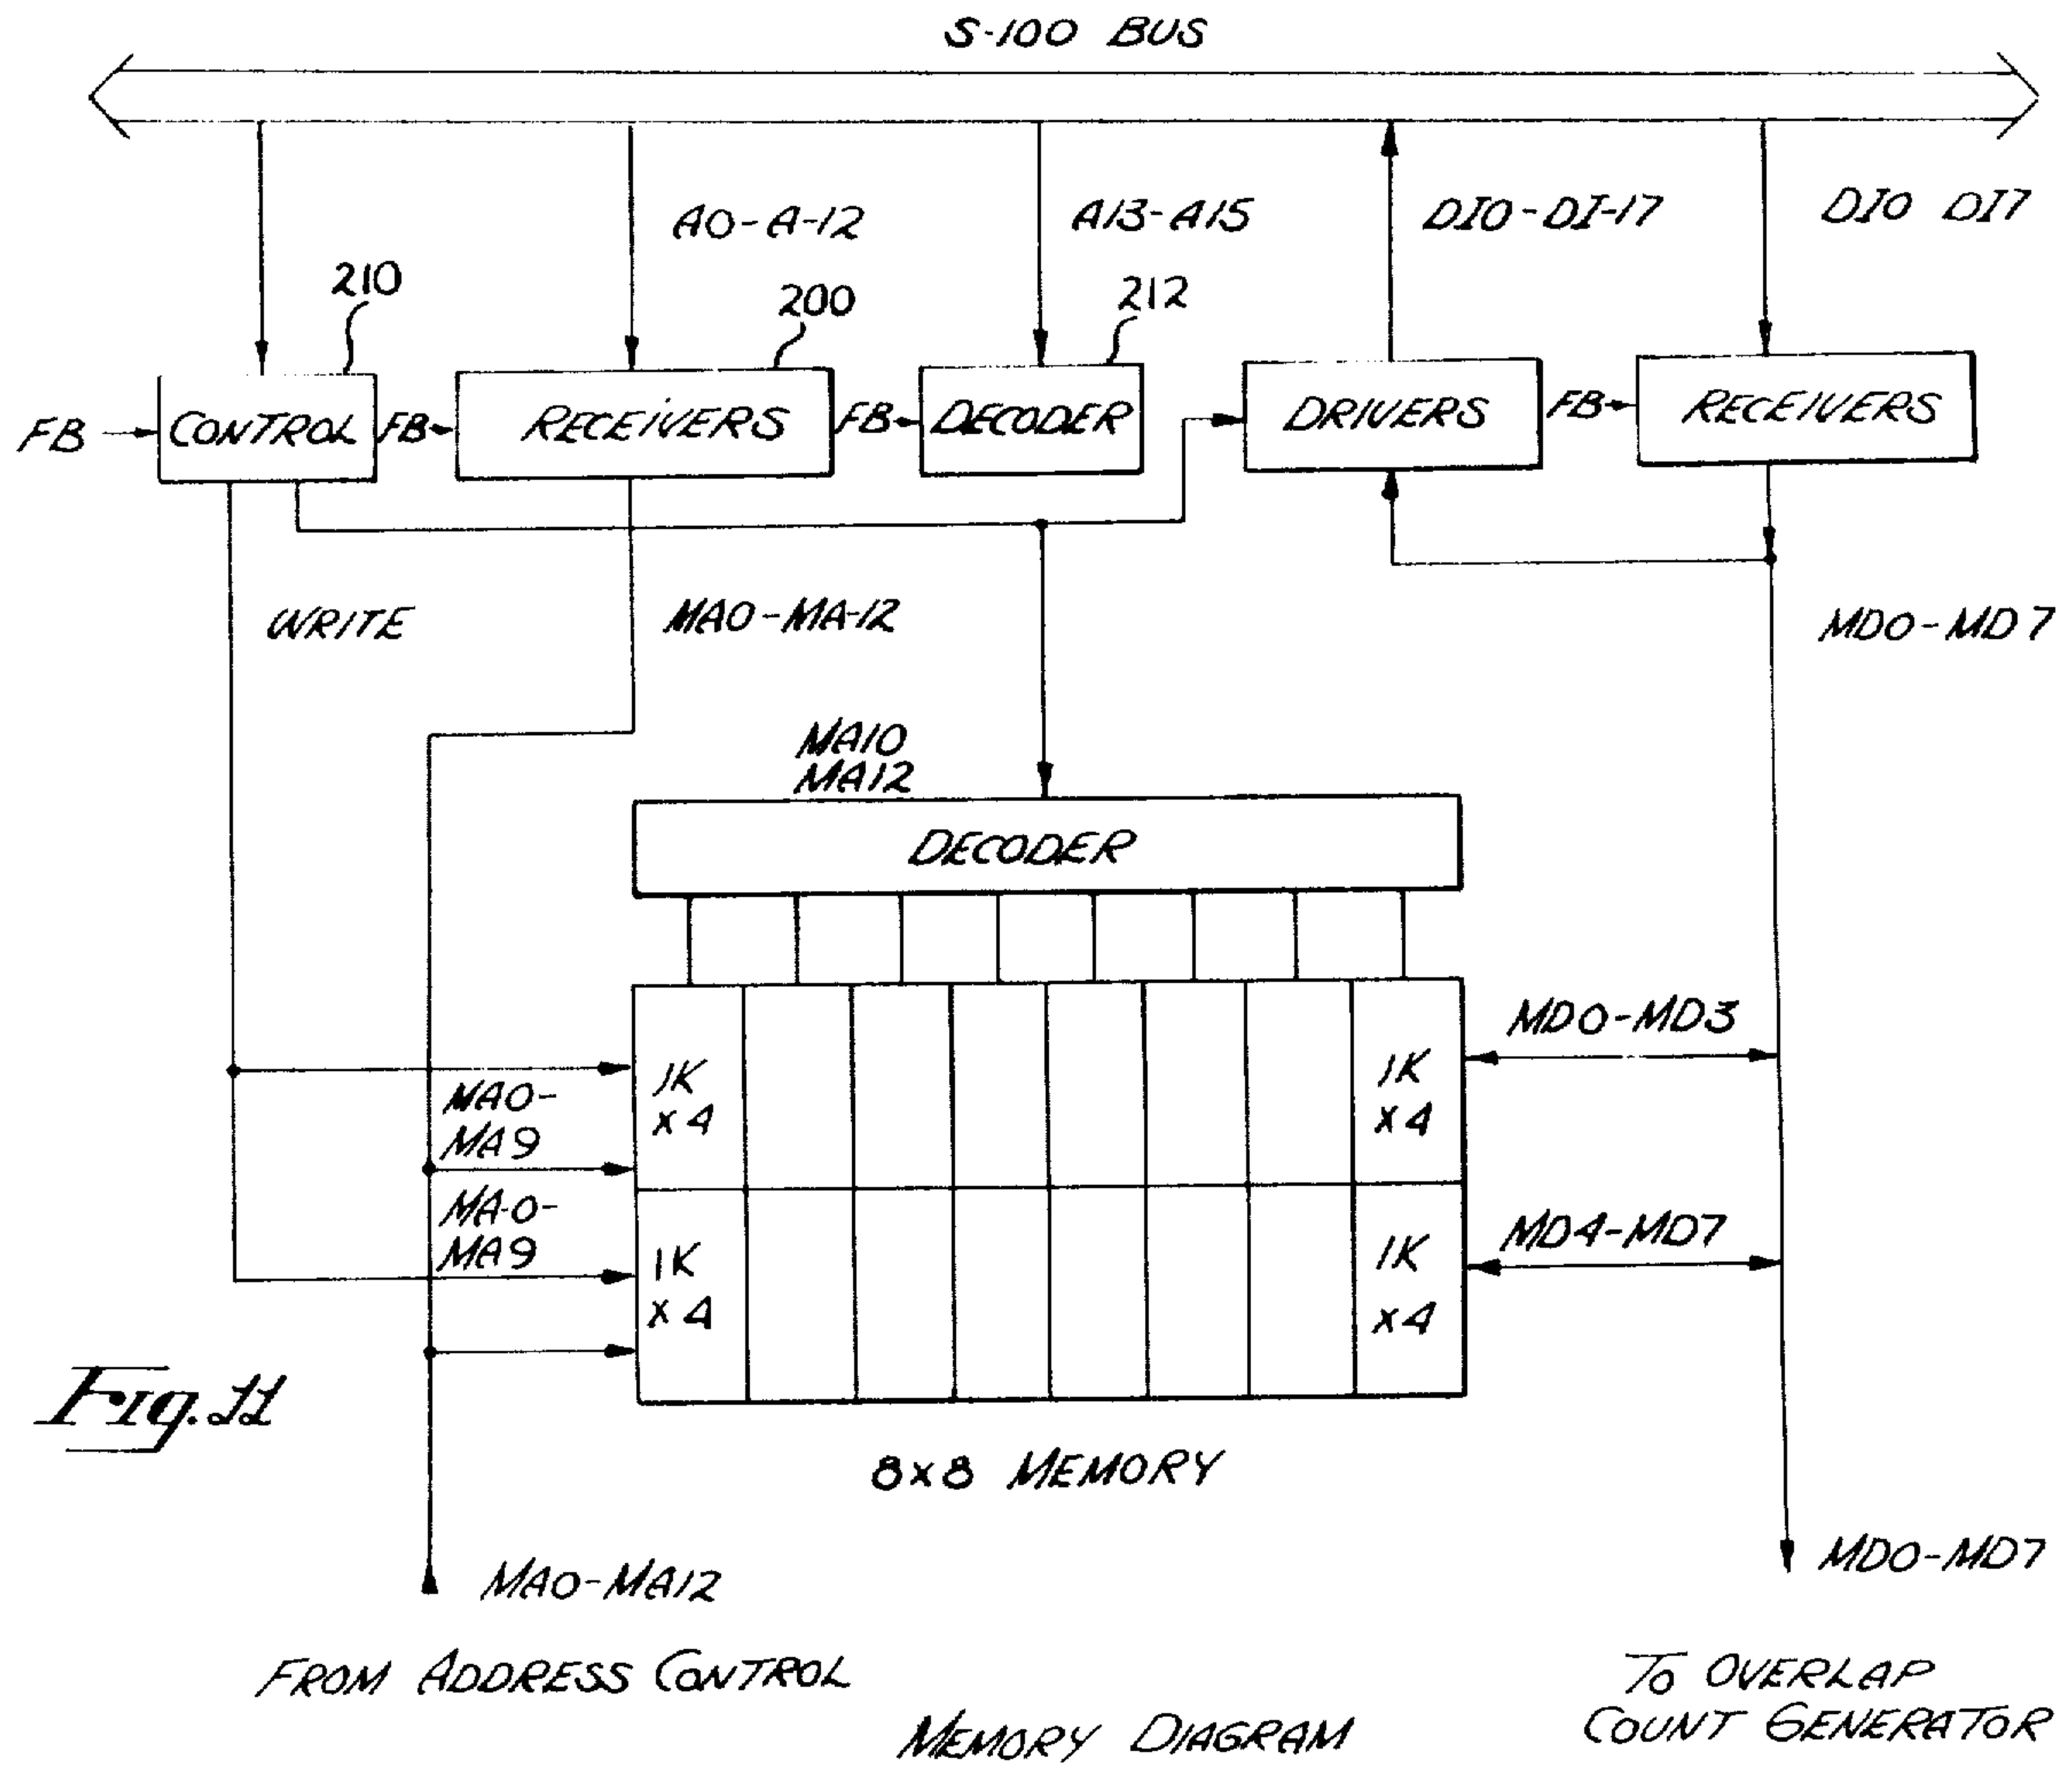 S-100 BUS
A0-A-12
A13-A15
DI0-DI-17
DI0 DI7
210
200
212
FB
CONTROL
FB
RECEIVERS
FB
DECODER
DRIVERS
FB
RECEIVERS
WRITE
MA0-MA-12
MD0-MD7
MA10
MA12
DECODER
MD0-MD3
1K
x4
1K
x4
MA0-
MA9
MA-0-
MA9
MD4-MD7
1K
x4
1K
x4
Fig. 11
8x8 MEMORY
MA0-MA12
MD0-MD7
FROM ADDRESS CONTROL
TO OVERLAP
COUNT GENERATOR
MEMORY DIAGRAM